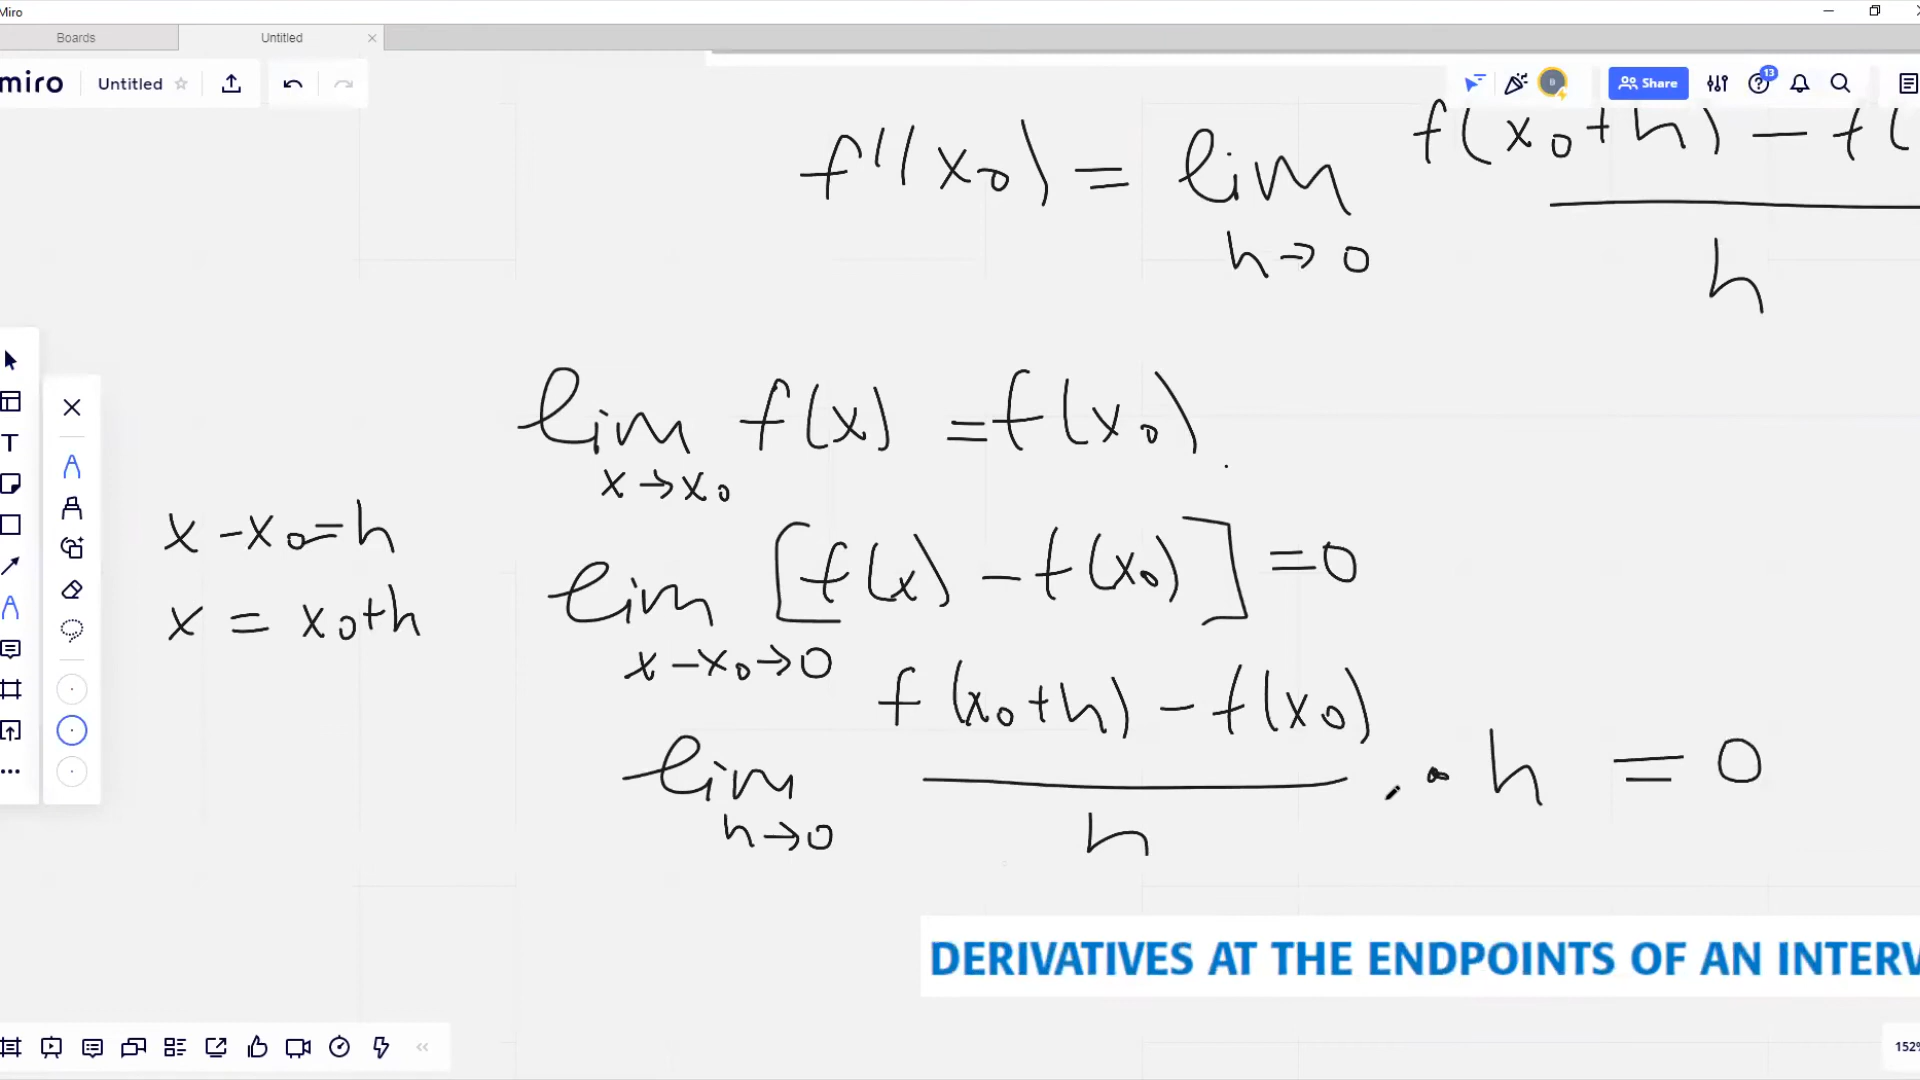 Miro
Boards Untitled
miro Untitled Share 13
f'(x₀) = lim h→0 f(x₀+h) − f( / h
lim x→x₀ f(x) = f(x₀)
x − x₀ = h
lim x−x₀→0 [f(x) − f(x₀)] = 0
x = x₀+h
lim h→0 f(x₀+h) − f(x₀) / h · h = 0
DERIVATIVES AT THE ENDPOINTS OF AN INTERV
152%